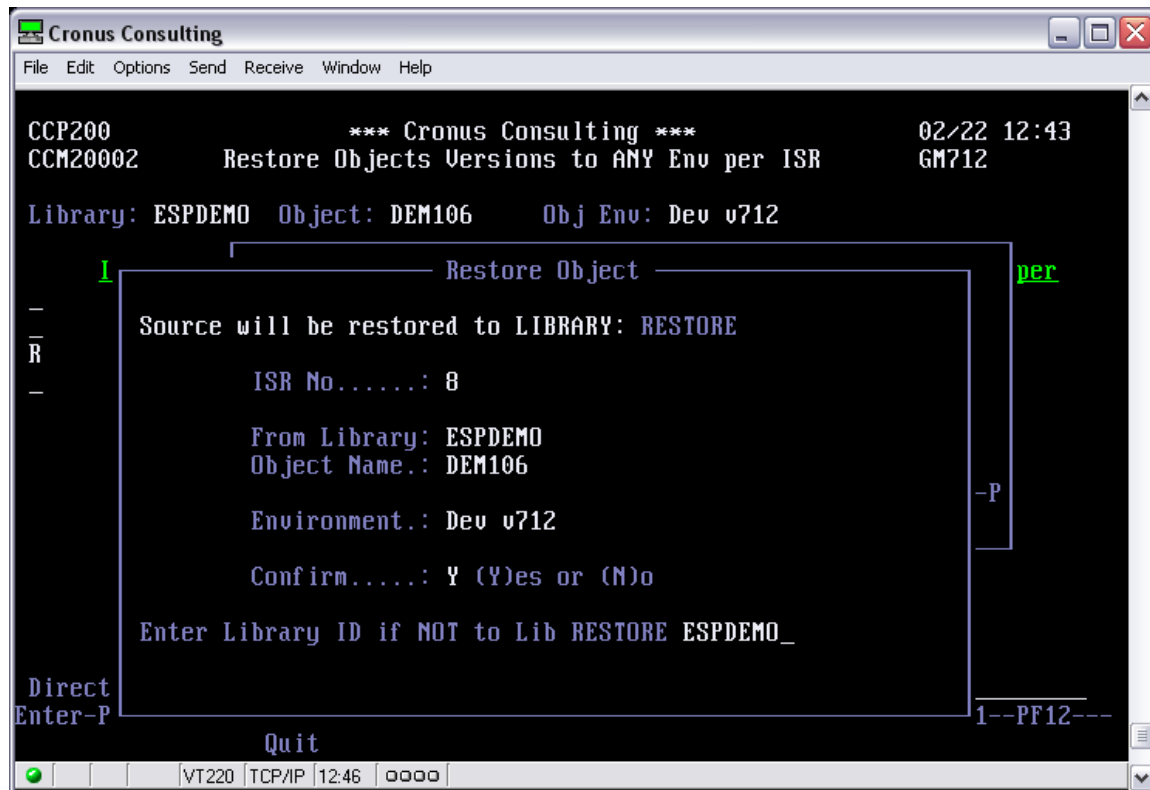 Cronus Consulting
File Edit Options Send Receive Window Help
CCP200 *** Cronus Consulting *** 02/22 12:43
CCM20002 Restore Objects Versions to ANY Env per ISR GM712
Library: ESPDEMO Object: DEM106 Obj Env: Dev v712
I Restore Object per
_
Source will be restored to LIBRARY: RESTORE
_
R
ISR No......: 8
_
From Library: ESPDEMO
Object Name.: DEM106
-P
Environment.: Dev v712
Confirm.....: Y (Y)es or (N)o
Enter Library ID if NOT to Lib RESTORE ESPDEMO_
Direct
Enter-P 1--PF12---
Quit
VT220 TCP/IP 12:46